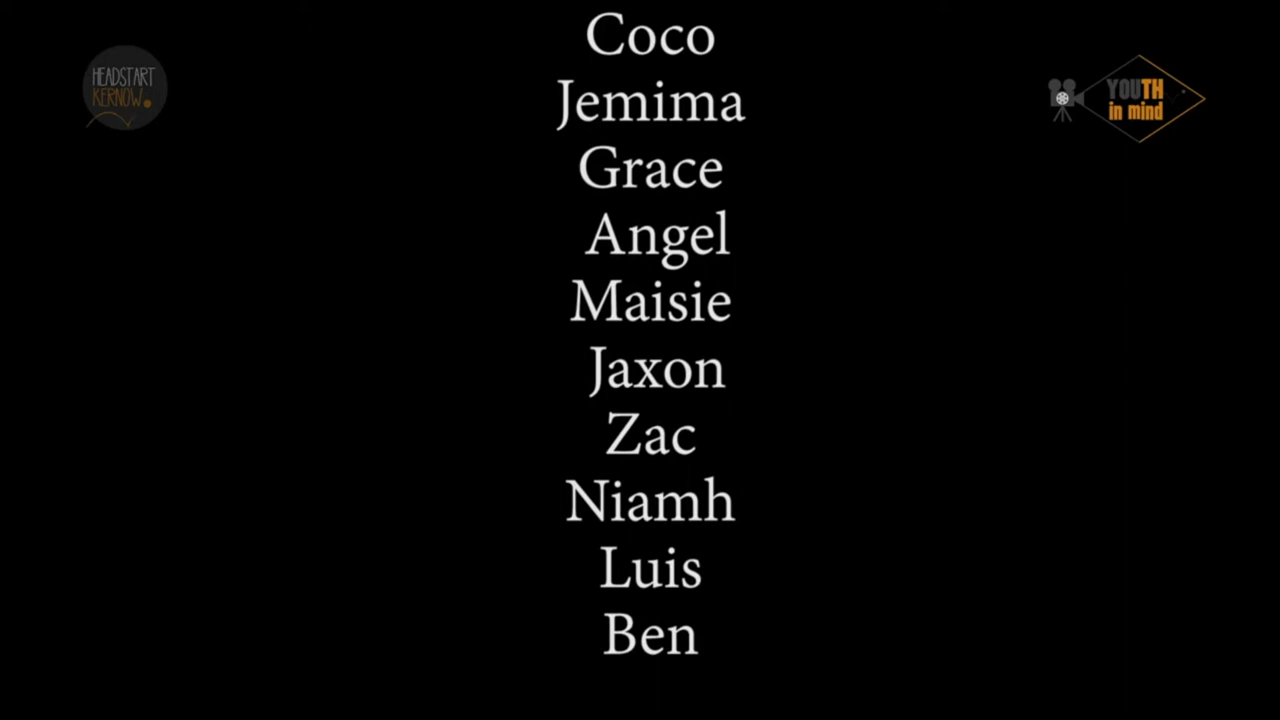 HEADSTART
KERNOW.
YOUTH
in mind
Coco
Jemima
Grace
Angel
Maisie
Jaxon
Zac
Niamh
Luis
Ben